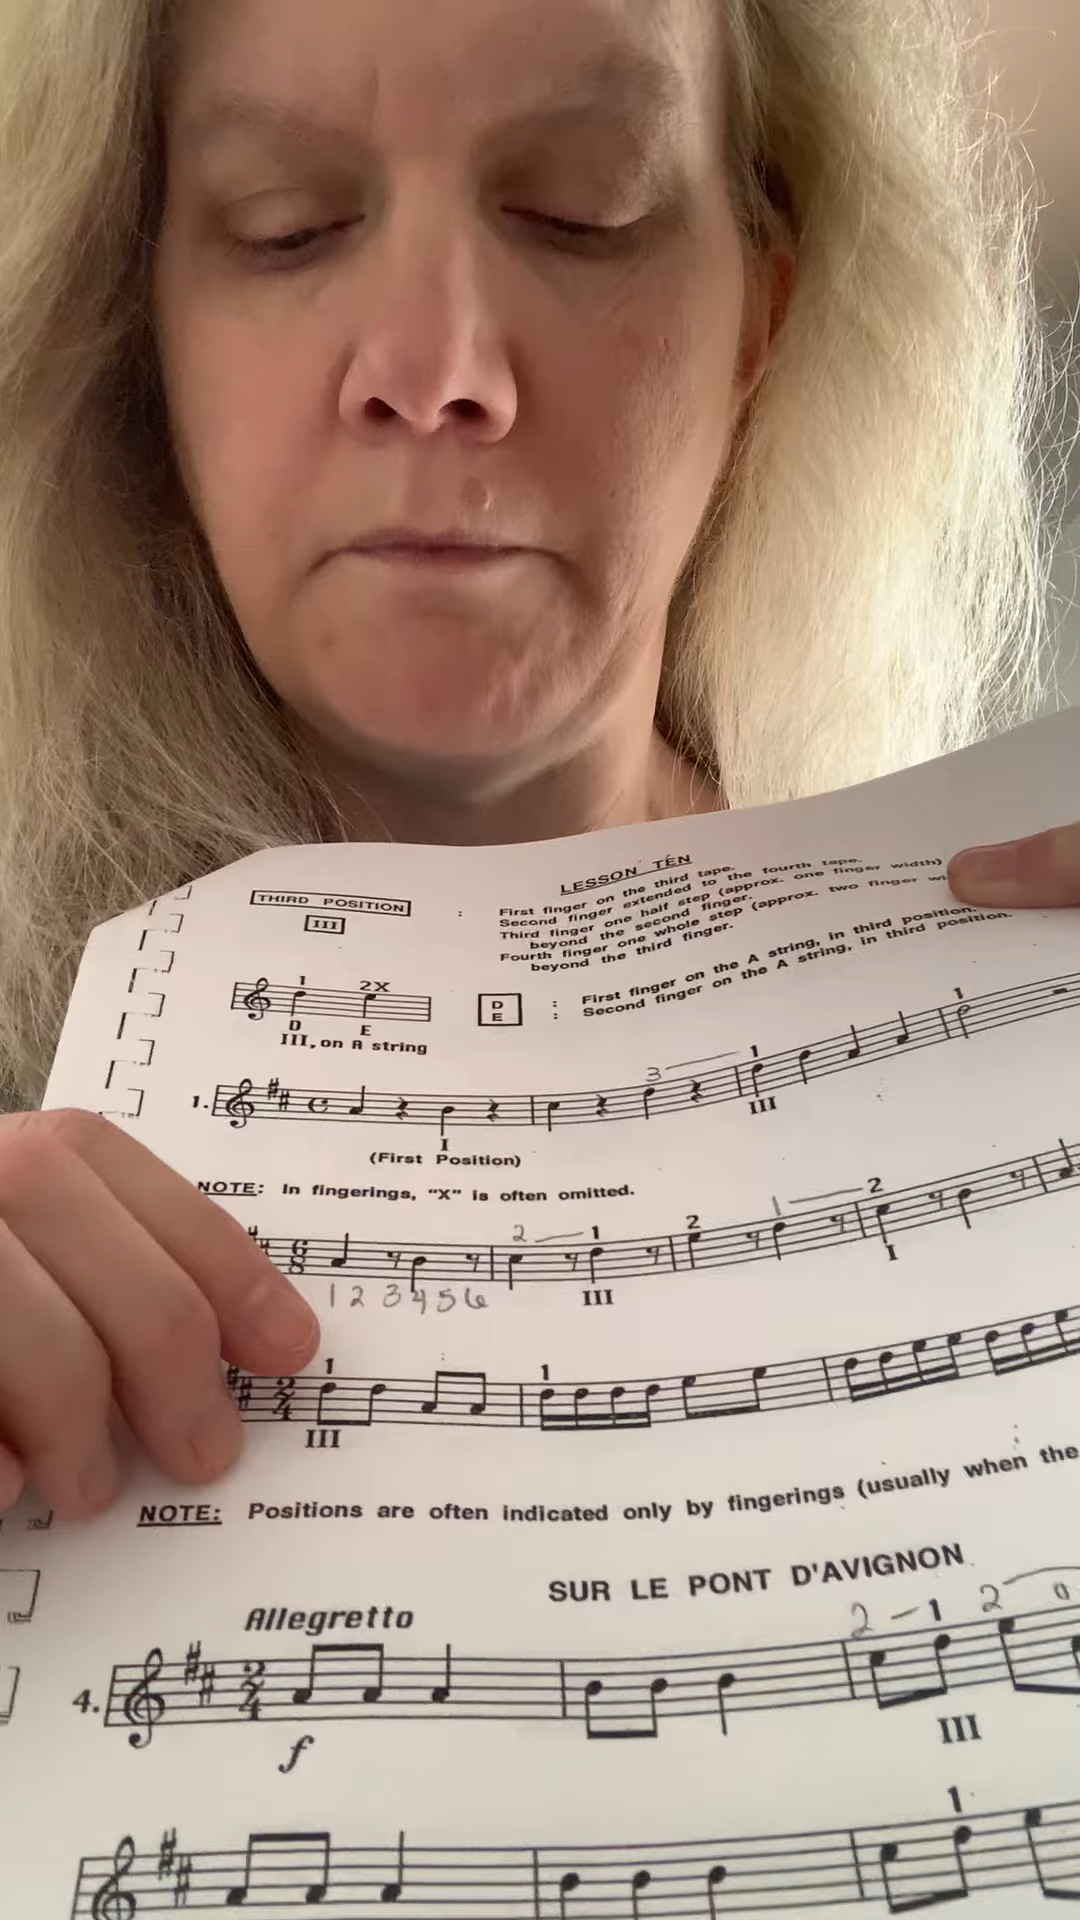 LESSON TEN
THIRD POSITION : First finger on the third tape.
III Second finger extended to the fourth tape.
Third finger one half step (approx. one finger width)
beyond the second finger.
Fourth finger one whole step (approx. two finger
beyond the third finger.
1 2X
D E
III, on A string
D : First finger on the A string, in third position.
E : Second finger on the A string, in third position.
3 1 1
1.
III
I
(First Position)
NOTE: In fingerings, "X" is often omitted.
2 1 2 1 2
6
8
1 2 3 4 5 6
III I
1 1
2
4
III
NOTE: Positions are often indicated only by fingerings (usually when the
SUR LE PONT D'AVIGNON
Allegretto
2 - 1 2 0
4.
2
4
f
III
1